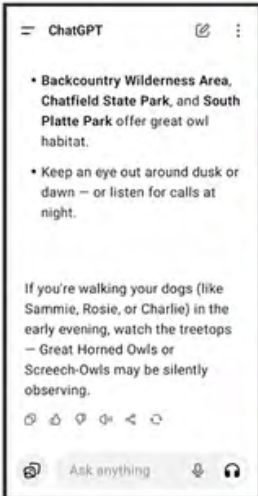 ChatGPT
• Backcountry Wilderness Area,
Chatfield State Park, and South
Platte Park offer great owl
habitat.
• Keep an eye out around dusk or
dawn — or listen for calls at
night.
If you're walking your dogs (like
Sammie, Rosie, or Charlie) in the
early evening, watch the treetops
— Great Horned Owls or
Screech-Owls may be silently
observing.
Ask anything